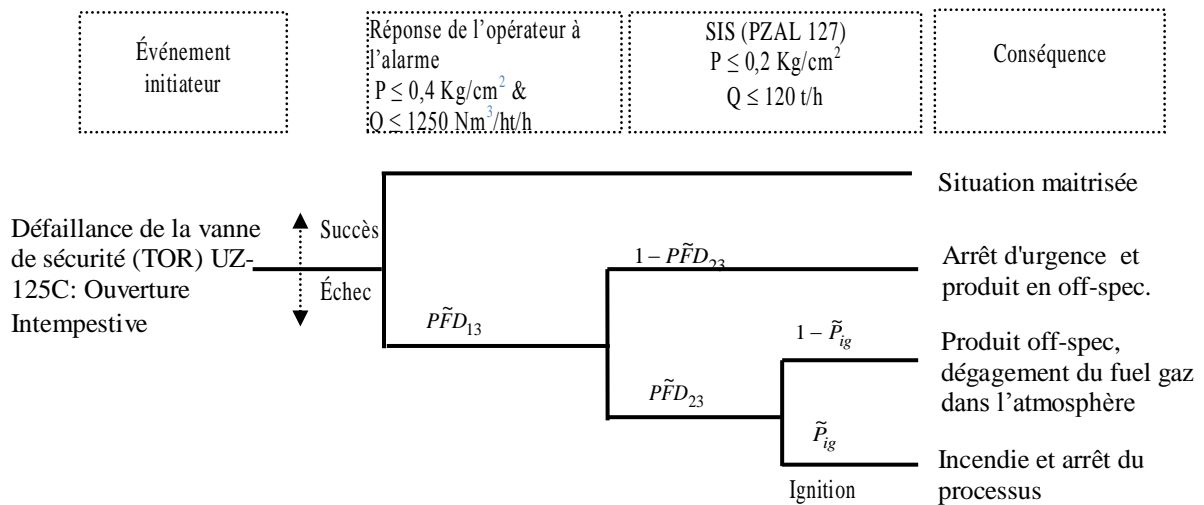 Événement
initiateur
Réponse de l'opérateur à
l'alarme
P ≤ 0,4 Kg/cm² &
Q ≤ 1250 Nm³/ht/h
SIS (PZAL 127)
P ≤ 0,2 Kg/cm²
Q ≤ 120 t/h
Conséquence
Défaillance de la vanne
de sécurité (TOR) UZ-
125C: Ouverture
Intempestive
Succès
Échec
PF̃D₁₃
1 − PF̃D₂₃
PF̃D₂₃
1 − P̃ig
P̃ig
Ignition
Situation maitrisée
Arrêt d'urgence et
produit en off-spec.
Produit off-spec,
dégagement du fuel gaz
dans l'atmosphère
Incendie et arrêt du
processus